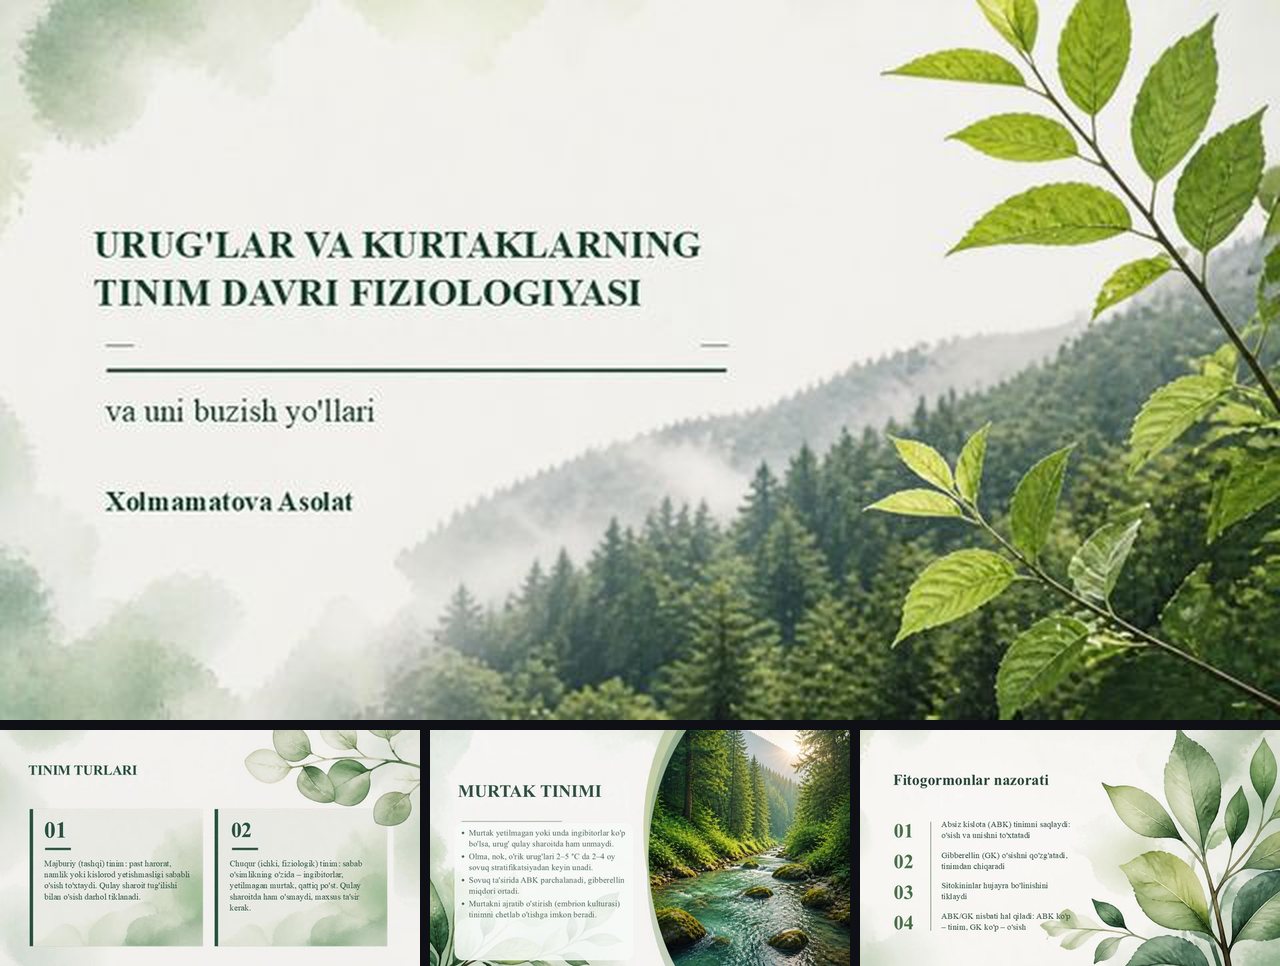 URUG'LAR VA KURTAKLARNING
TINIM DAVRI FIZIOLOGIYASI
va uni buzish yo'llari
Xolmamatova Asolat
TINIM TURLARI
01
Majburiy (tashqi) tinim: past harorat,
namlik yoki kislorod yetishmasligi sababli
o'sish to'xtaydi. Qulay sharoit tug'ilishi
bilan o'sish darhol tiklanadi.
02
Chuqur (ichki, fiziologik) tinim: sabab
o'simlikning o'zida – ingibitorlar,
yetilmagan murtak, qattiq po'st. Qulay
sharoitda ham o'smaydi, maxsus ta'sir
kerak.
MURTAK TINIMI
• Murtak yetilmagan yoki unda ingibitorlar ko'p
bo'lsa, urug' qulay sharoitda ham unmaydi.
• Olma, nok, o'rik urug'lari 2–5 °C da 2–4 oy
sovuq stratifikatsiyadan keyin unadi.
• Sovuq ta'sirida ABK parchalanadi, gibberellin
miqdori ortadi.
• Murtakni ajratib o'stirish (embrion kulturasi)
tinimni chetlab o'tishga imkon beradi.
Fitogormonlar nazorati
01
Absiz kislota (ABK) tinimni saqlaydi:
o'sish va unishni to'xtatadi
02
Gibberellin (GK) o'sishni qo'zg'atadi,
tinimdan chiqaradi
03
Sitokininlar hujayra bo'linishini
tiklaydi
04
ABK/GK nisbati hal qiladi: ABK ko'p
– tinim, GK ko'p – o'sish